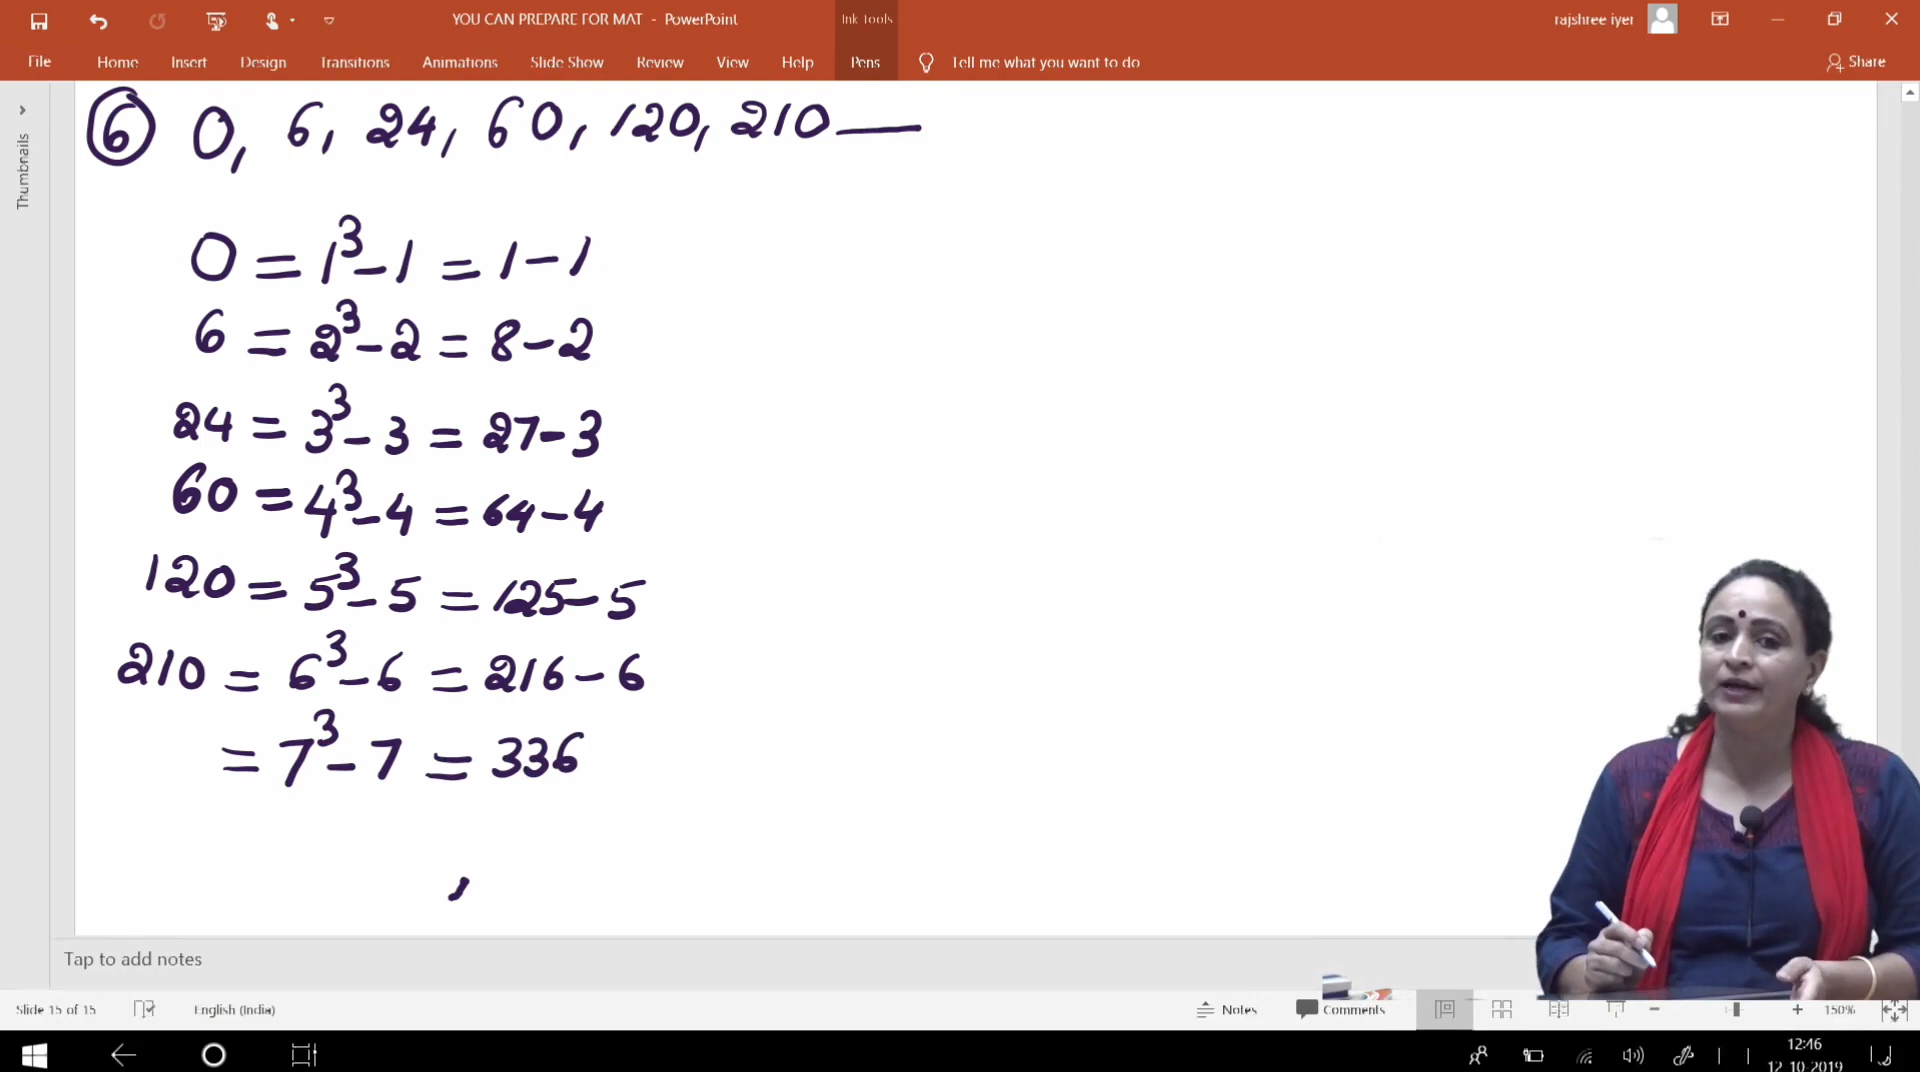 YOU CAN PREPARE FOR MAT - PowerPoint
Ink Tools
rajshree iyer
File Home Insert Design Transitions Animations Slide Show Review View Help Pens Tell me what you want to do Share
Thumbnails
⑥ 0, 6, 24, 60, 120, 210 —
0 = 1³ - 1 = 1 - 1
6 = 2³ - 2 = 8 - 2
24 = 3³ - 3 = 27 - 3
60 = 4³ - 4 = 64 - 4
120 = 5³ - 5 = 125 - 5
210 = 6³ - 6 = 216 - 6
= 7³ - 7 = 336
,
Tap to add notes
Slide 15 of 15 English (India) Notes Comments 150%
12:46
12-10-2019